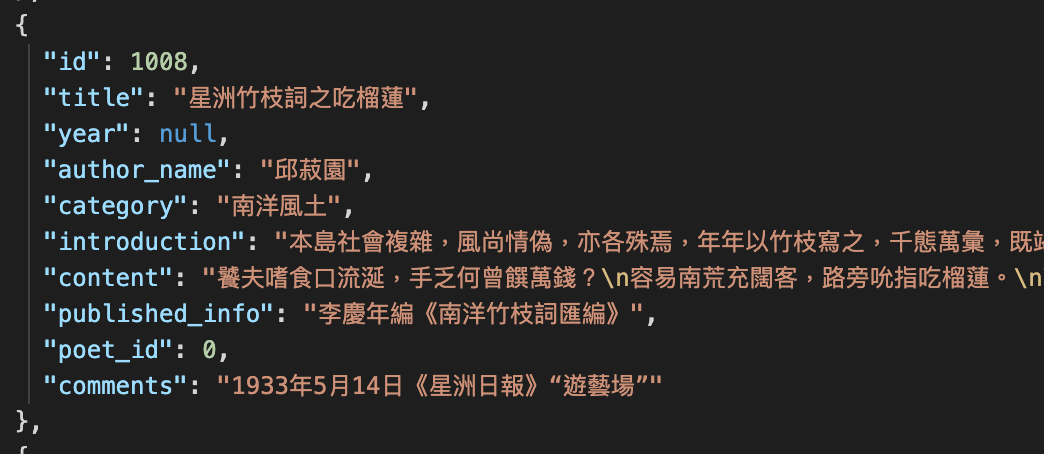 {
"id": 1008,
"title": "星洲竹枝詞之吃榴蓮",
"year": null,
"author_name": "邱菽園",
"category": "南洋風土",
"introduction": "本島社會複雜，風尚情偽，亦各殊焉，年年以竹枝寫之，千態萬彙，既
"content": "饕夫嗜食口流涎，手乏何曾饌萬錢？\n容易南荒充闊客，路旁吮指吃榴蓮。\n
"published_info": "李慶年編《南洋竹枝詞匯編》",
"poet_id": 0,
"comments": "1933年5月14日《星洲日報》“遊藝場”"
},